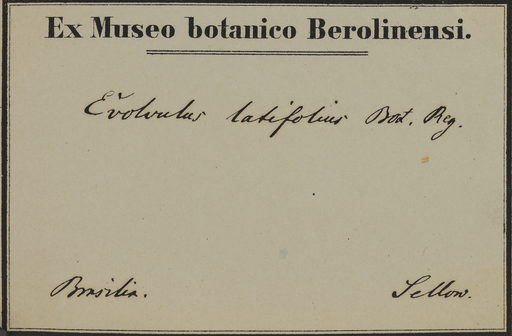 Ex Museo botanico Berolinensi.
Evolvulus latifolius Bot. Reg.
Brasilia. Sellow.